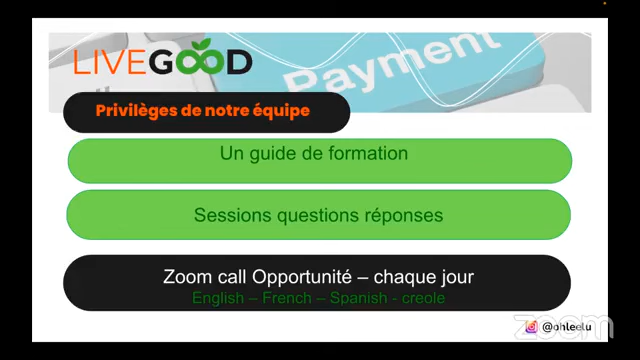 LIVEGOOD
Payment
Privilèges de notre équipe
Un guide de formation
Sessions questions réponses
Zoom call Opportunité – chaque jour
English – French – Spanish - creole
@ohleelu
zoom